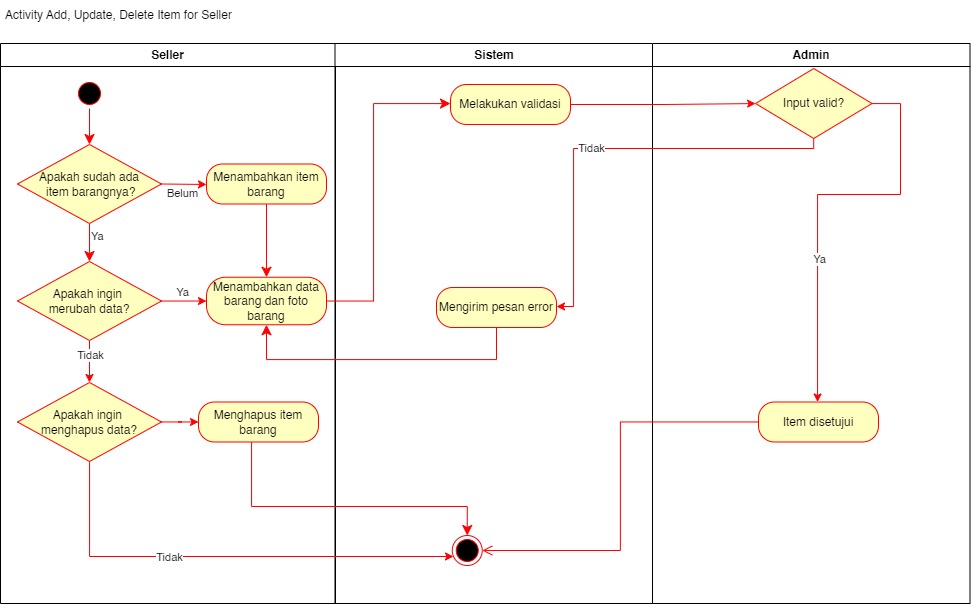 Activity Add, Update, Delete Item for Seller
Seller
Sistem
Admin
Melakukan validasi
Input valid?
Tidak
Apakah sudah ada
item barangnya?
Belum
Menambahkan item
barang
Ya
Apakah ingin
merubah data?
Ya
Menambahkan data
barang dan foto
barang
Mengirim pesan error
Ya
Tidak
Apakah ingin
menghapus data?
Menghapus item
barang
Item disetujui
Tidak